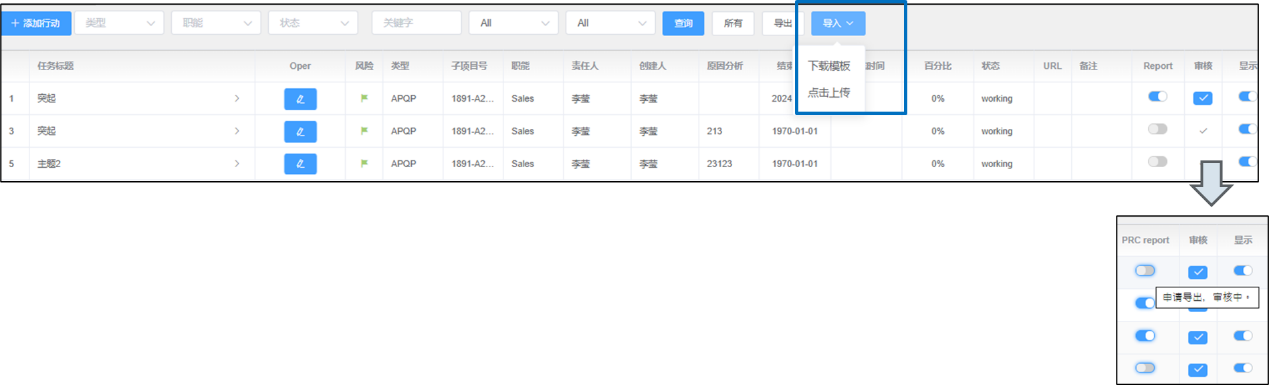 + 添加行动 类型 职能 状态 关键字 All All 查询 所有 导出 导入
下载模板
点击上传
任务标题 Oper 风险 类型 子项目号 职能 责任人 创建人 原因分析 结束 时间 百分比 状态 URL 备注 Report 审核 显示
1 突起 APQP 1891-A2... Sales 李莹 李莹 2024 0% working
3 突起 APQP 1891-A2... Sales 李莹 李莹 213 1970-01-01 0% working
5 主题2 APQP 1891-A2... Sales 李莹 李莹 23123 1970-01-01 0% working
PRC report 审核 显示
申请导出，审核中。